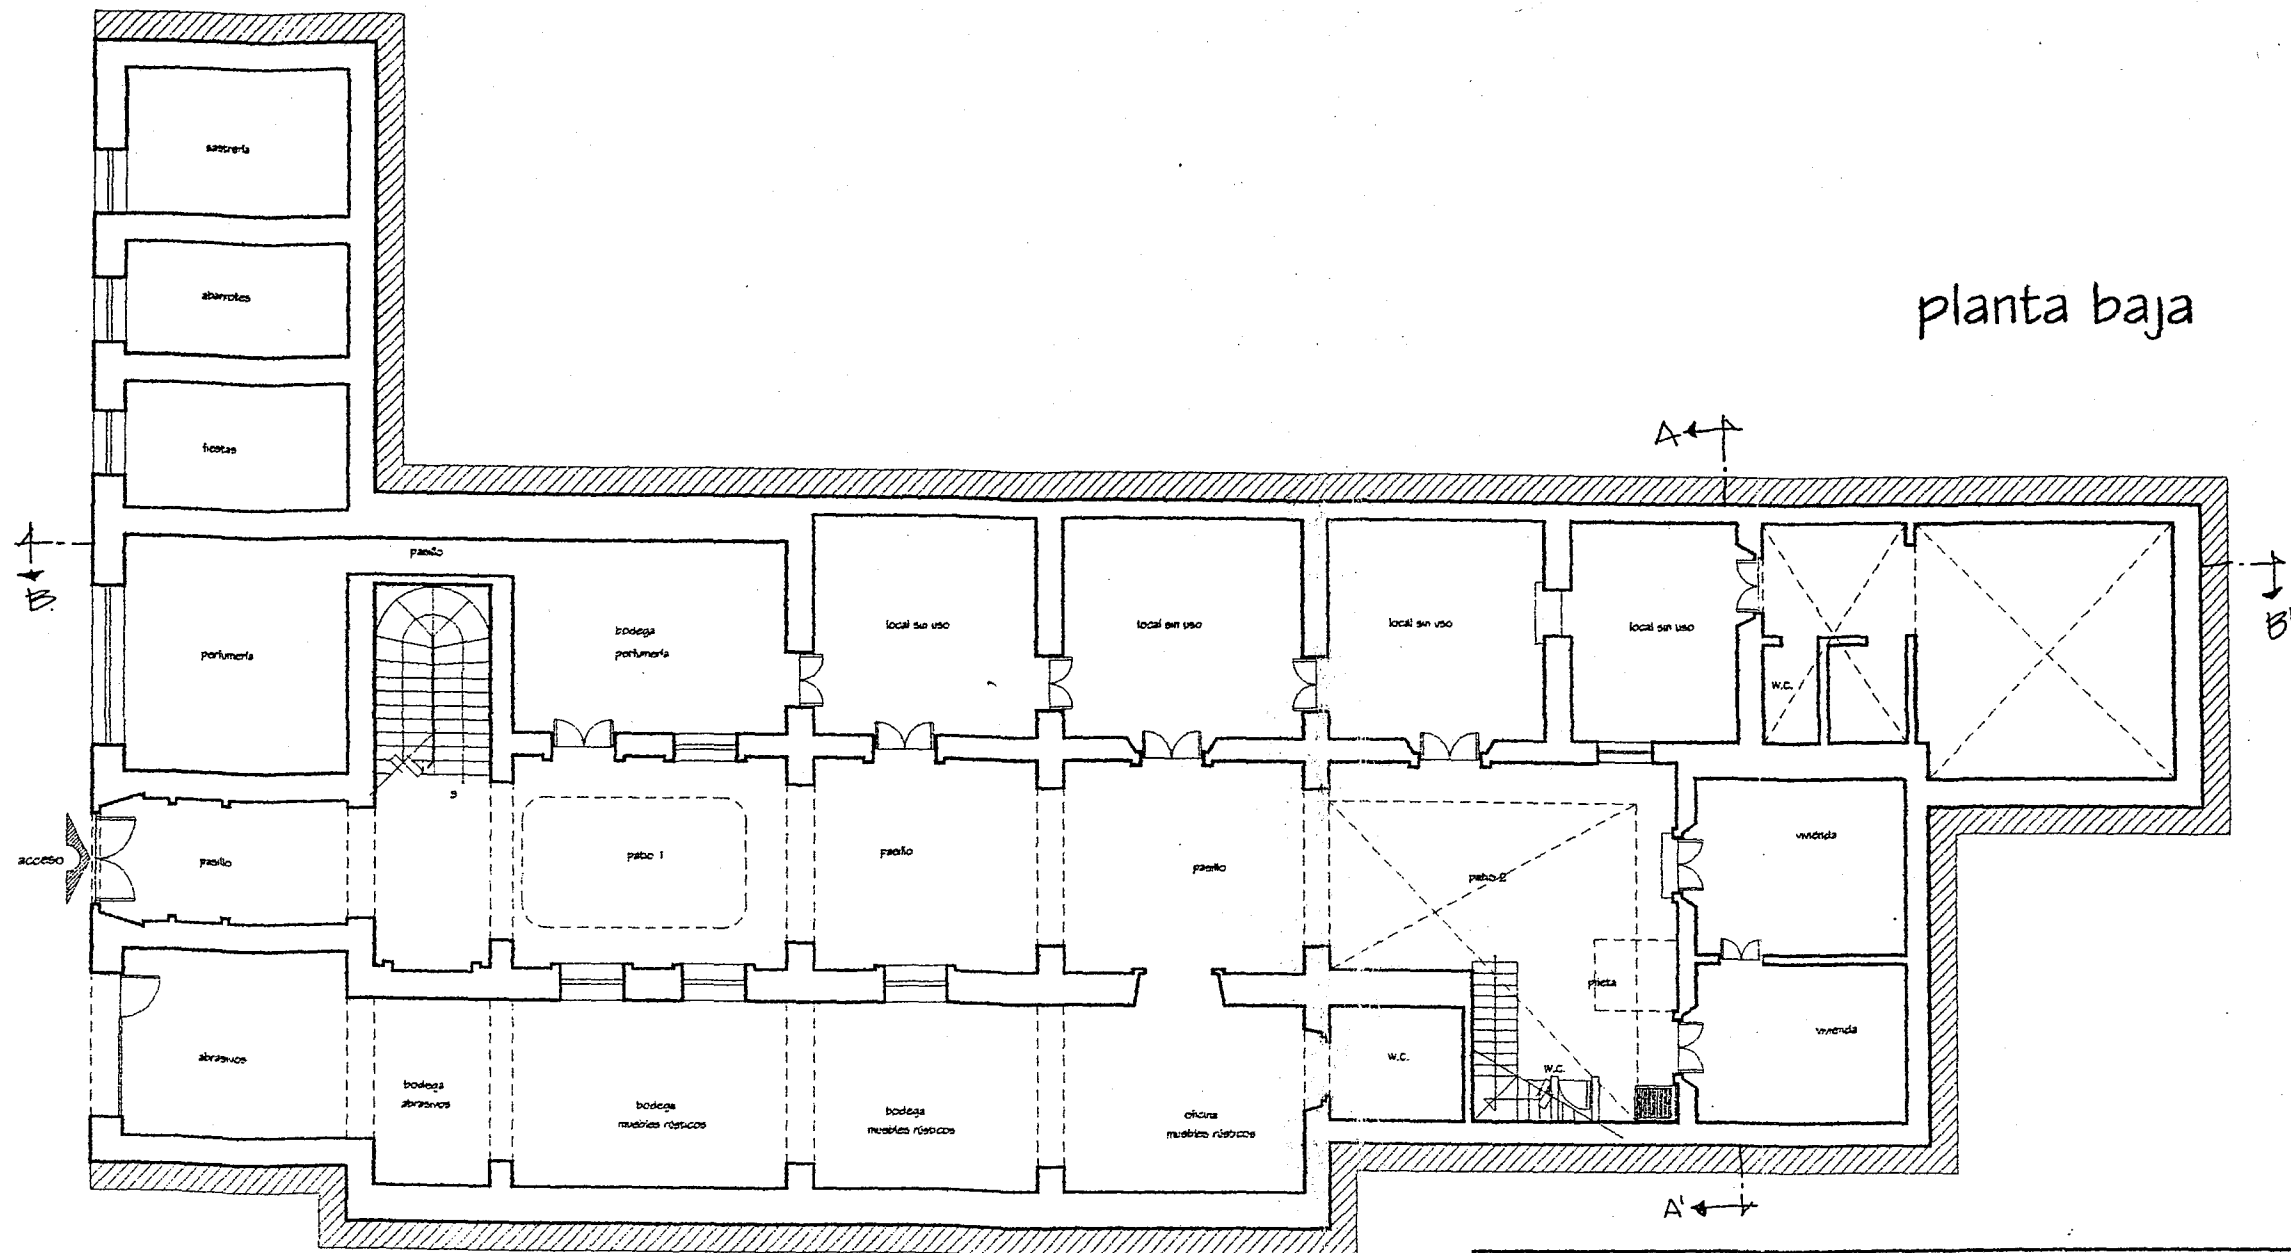 sastrería
abarrotes
planta baja
fiestas
A
pasillo
B
B'
bodega
perfumería
local sin uso
local sin uso
local sin uso
local sin uso
perfumería
w.c.
s
acceso
pasillo
patio 1
pasillo
pasillo
patio 2
vivienda
pileta
vivienda
abrasivos
bodega
abrasivos
bodega
muebles rústicos
bodega
muebles rústicos
oficina
muebles rústicos
w.c.
w.c.
A'